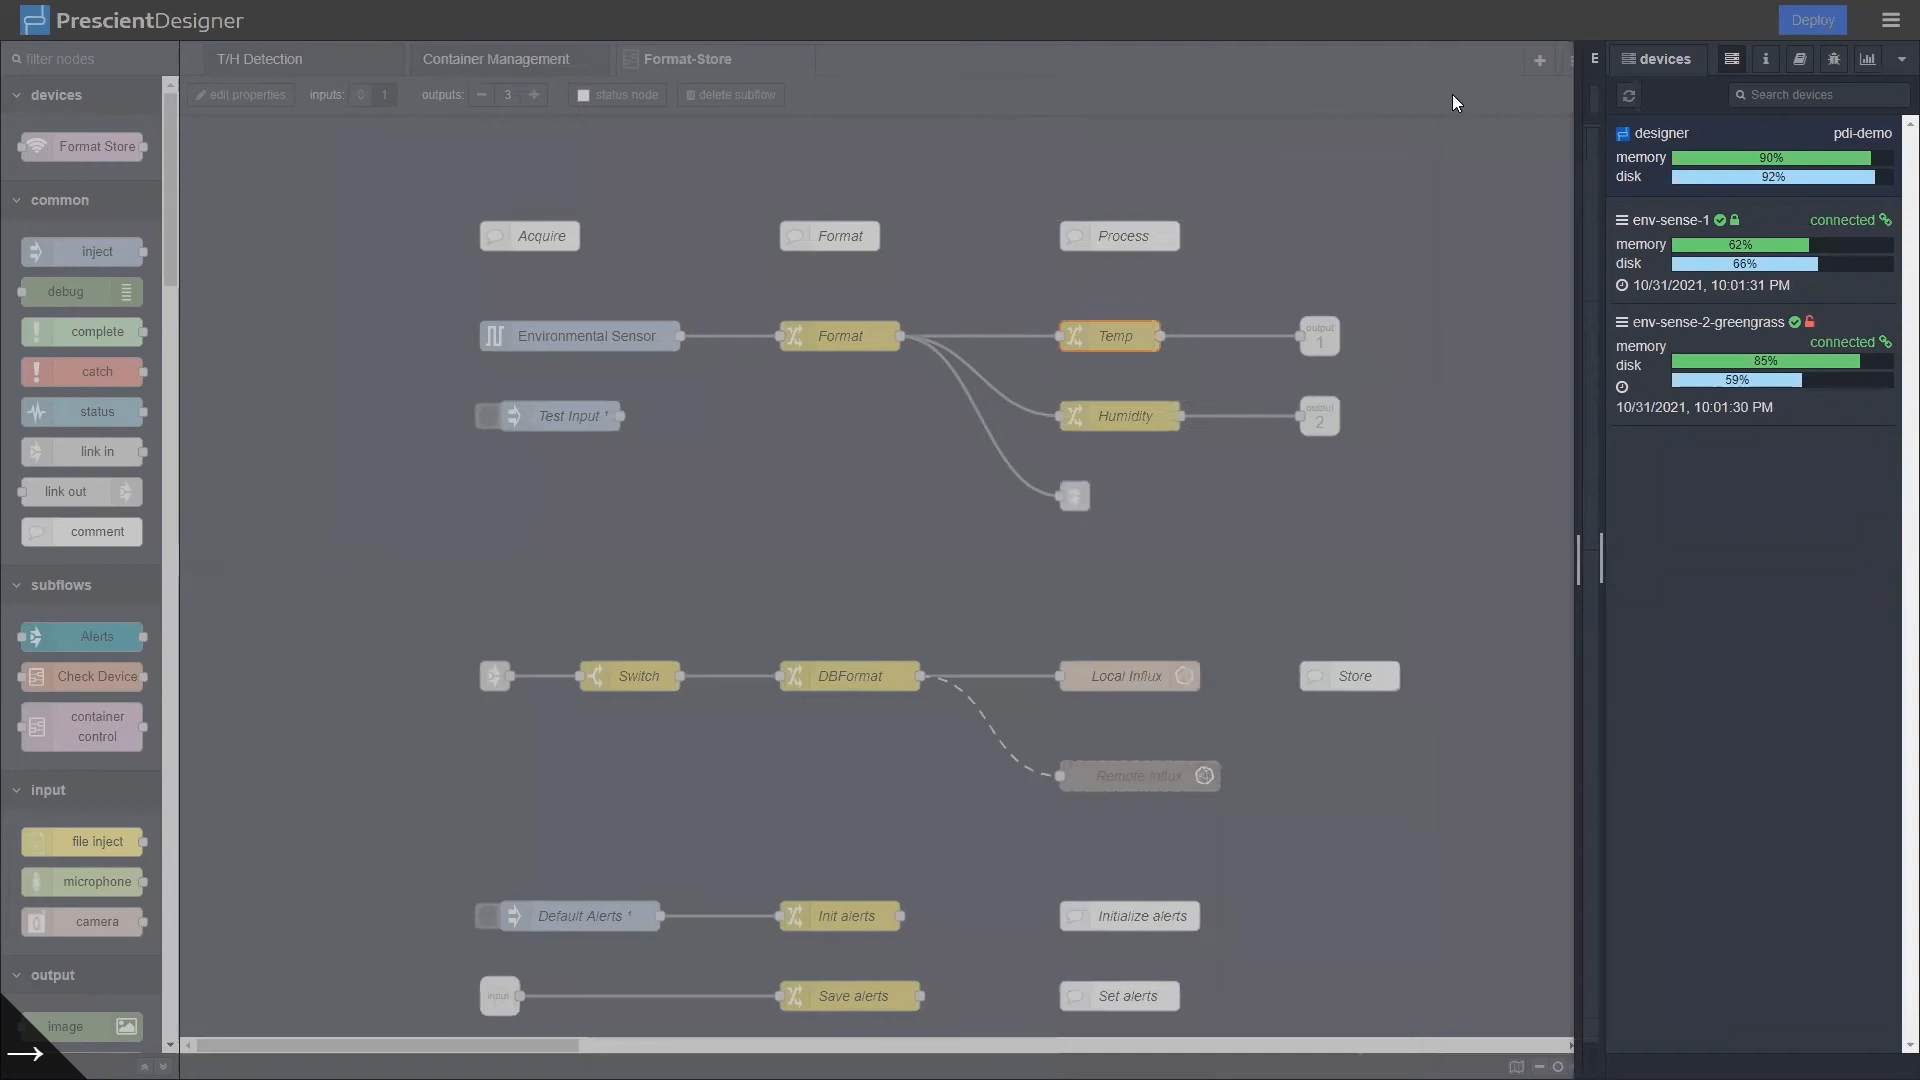 PrescientDesigner
Deploy
filter nodes
T/H Detection
Container Management
Format-Store
E
devices
edit properties
inputs:
1
outputs:
3
status node
delete subflow
Search devices
devices
Format Store
common
inject
debug
complete
catch
status
link in
link out
comment
subflows
Alerts
Check Device
container
control
input
file inject
microphone
camera
output
image
Acquire
Format
Process
Environmental Sensor
Format
Temp
output
1
Test Input ¹
Humidity
output
2
Switch
DBFormat
Local Influx
Store
Remote Influx
Default Alerts ¹
Init alerts
Initialize alerts
input
Save alerts
Set alerts
designer
pdi-demo
memory
90%
disk
92%
env-sense-1
connected
memory
62%
disk
66%
10/31/2021, 10:01:31 PM
env-sense-2-greengrass
connected
memory
85%
disk
59%
10/31/2021, 10:01:30 PM